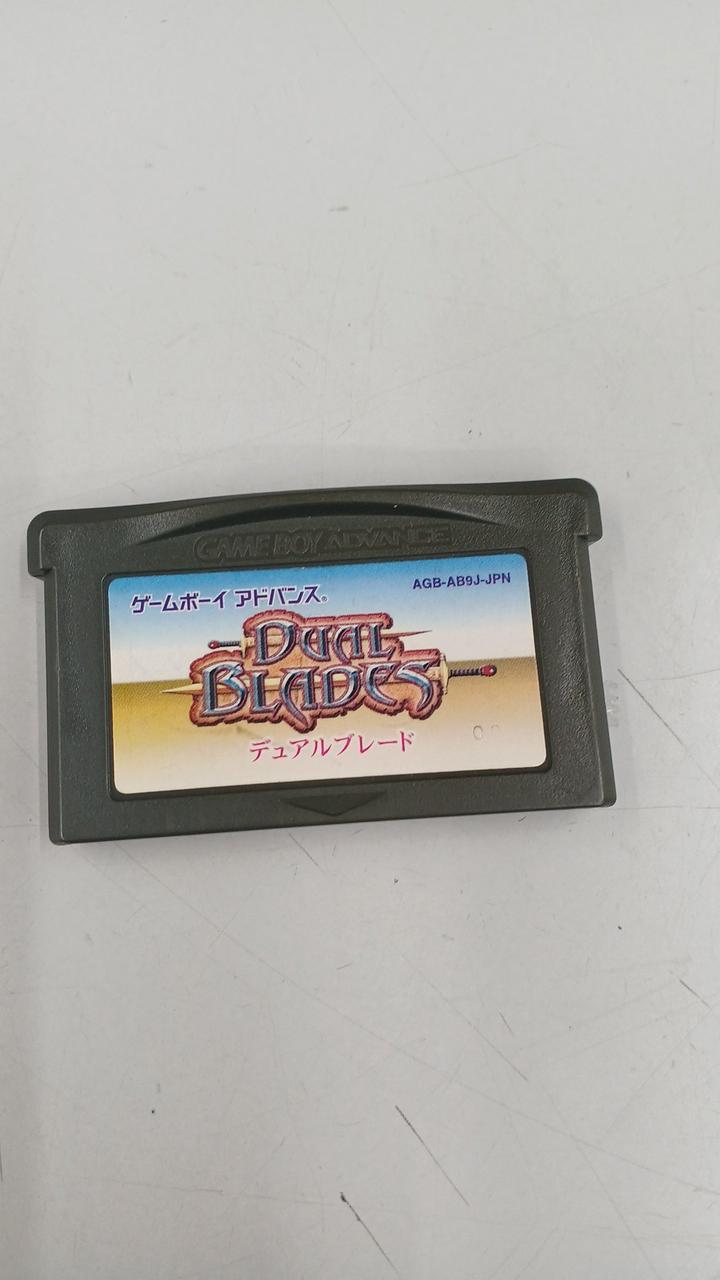 GAME BOY ADVANCE
ゲームボーイ アドバンス®
AGB-AB9J-JPN
DUAL
BLADES
デュアルブレード